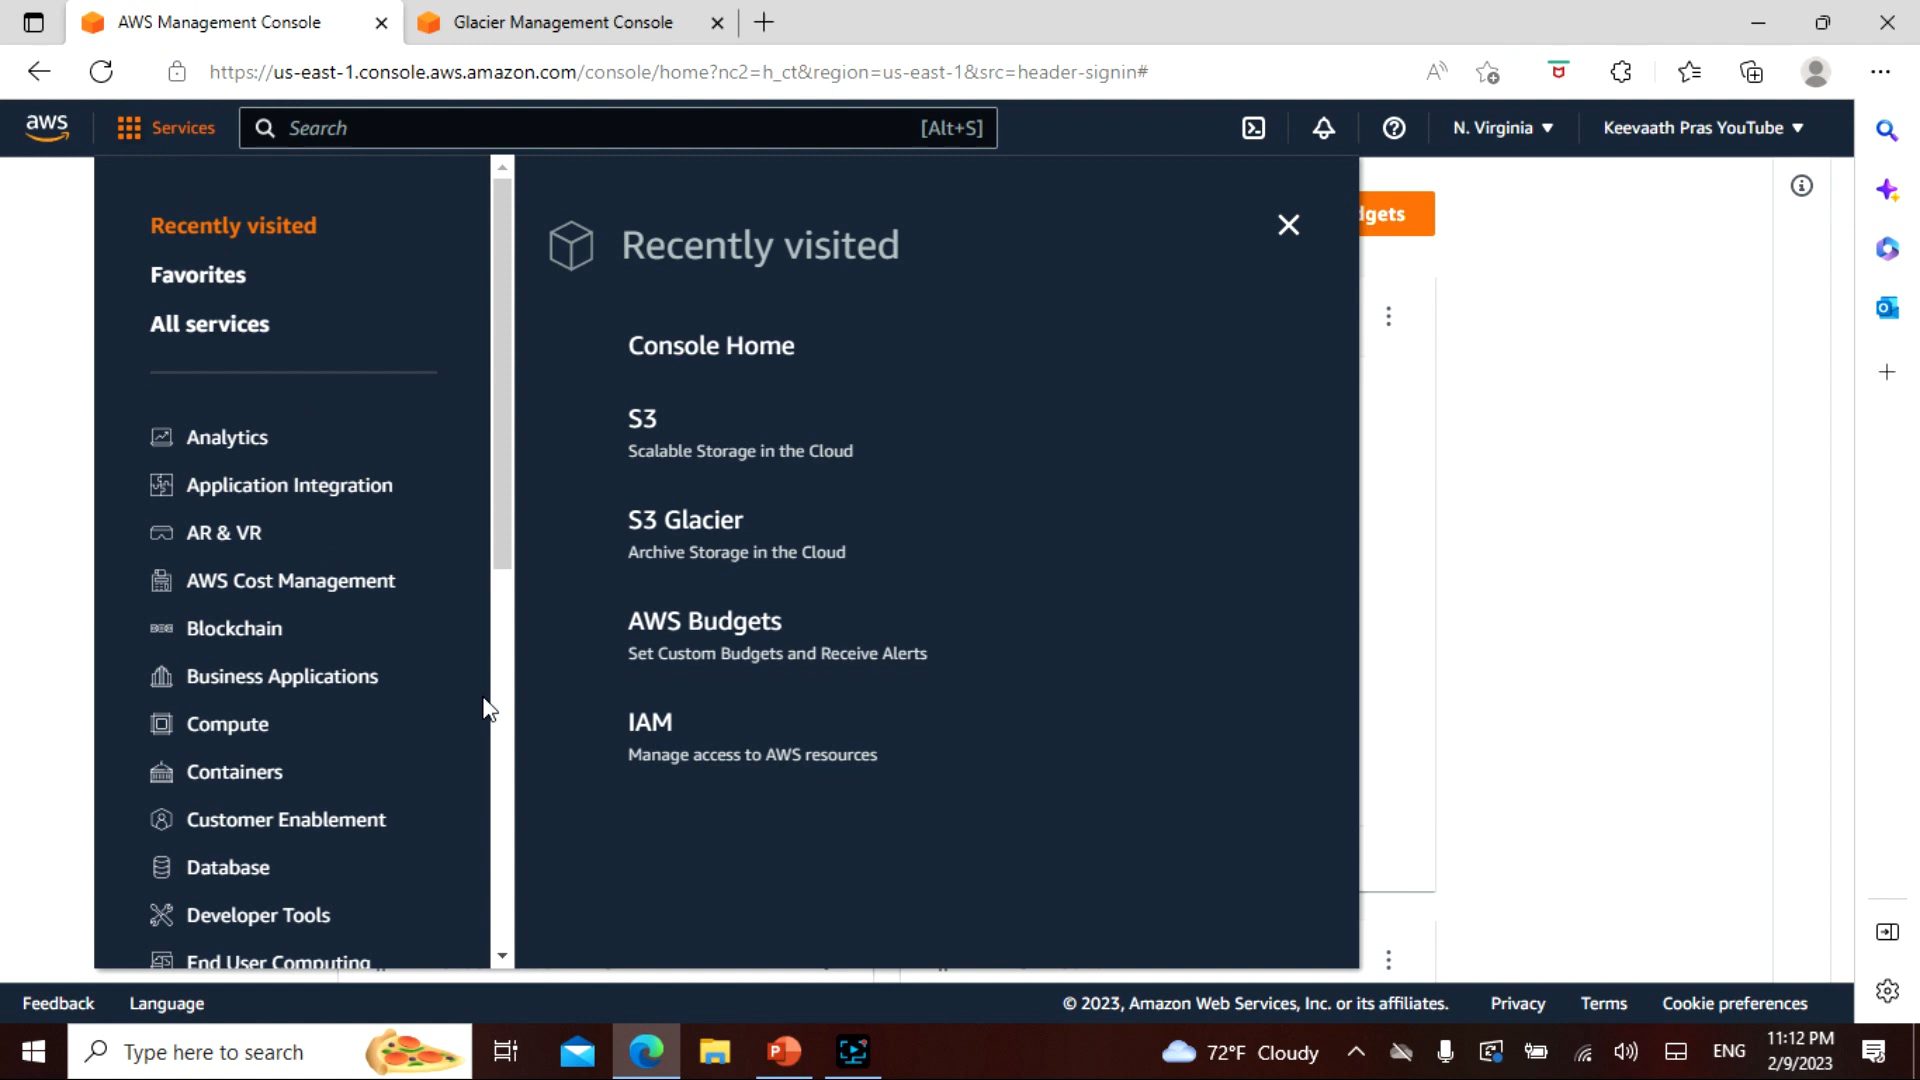 AWS Management Console
Glacier Management Console
https://us-east-1.console.aws.amazon.com/console/home?nc2=h_ct&region=us-east-1&src=header-signin#
aws
Services
Search
[Alt+S]
N. Virginia
Keevaath Pras YouTube
Recently visited
Favorites
All services
Analytics
Application Integration
AR & VR
AWS Cost Management
Blockchain
Business Applications
Compute
Containers
Customer Enablement
Database
Developer Tools
End User Computing
Recently visited
Console Home
S3
Scalable Storage in the Cloud
S3 Glacier
Archive Storage in the Cloud
AWS Budgets
Set Custom Budgets and Receive Alerts
IAM
Manage access to AWS resources
dgets
Feedback
Language
© 2023, Amazon Web Services, Inc. or its affiliates.
Privacy
Terms
Cookie preferences
Type here to search
72°F Cloudy
ENG
11:12 PM
2/9/2023